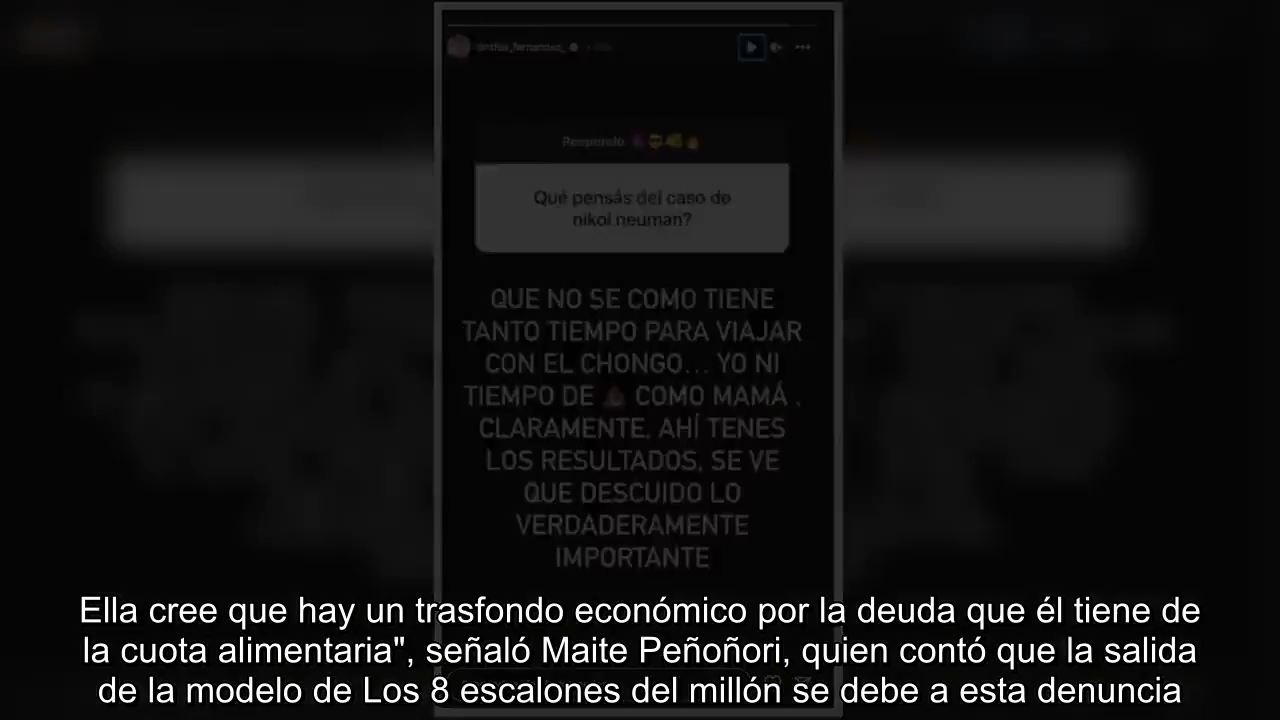 Respondo
Qué pensás del caso de
nikol neuman?
QUE NO SE COMO TIENE
TANTO TIEMPO PARA VIAJAR
CON EL CHONGO... YO NI
TIEMPO DE 💩 COMO MAMÁ .
CLARAMENTE, AHÍ TENES
LOS RESULTADOS, SE VE
QUE DESCUIDO LO
VERDADERAMENTE
IMPORTANTE
Ella cree que hay un trasfondo económico por la deuda que él tiene de
la cuota alimentaria", señaló Maite Peñoñori, quien contó que la salida
de la modelo de Los 8 escalones del millón se debe a esta denuncia